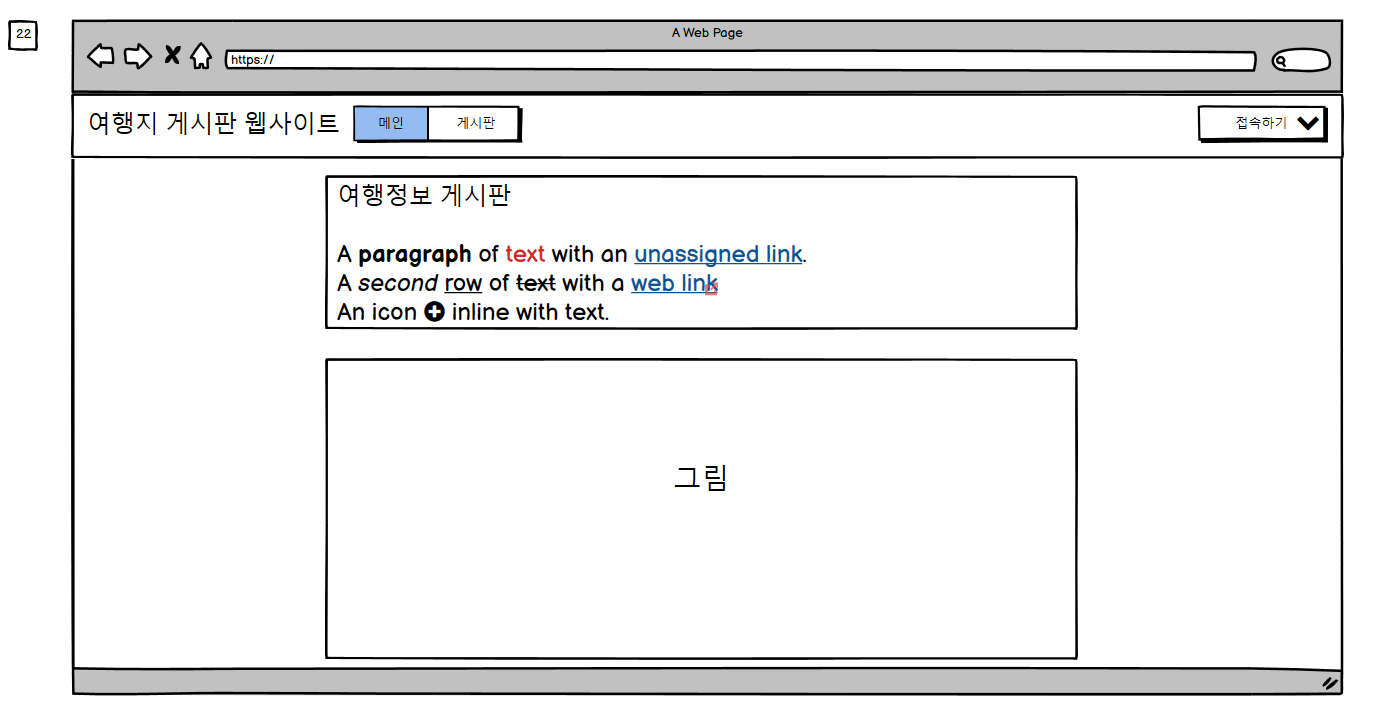 22
A Web Page
https://
여행지 게시판 웹사이트
메인
게시판
접속하기
여행정보 게시판
A paragraph of text with an unassigned link.
A second row of text with a web link
An icon inline with text.
그림